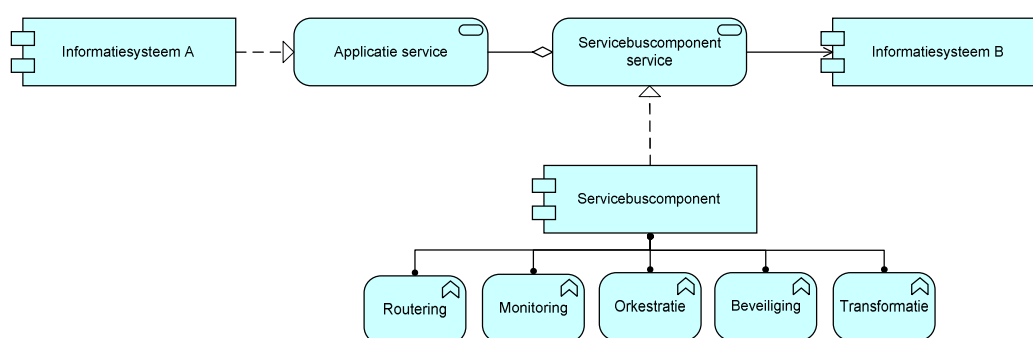 Informatiesysteem A
Applicatie service
Servicebuscomponent
service
Informatiesysteem B
Servicebuscomponent
Routering
Monitoring
Orkestratie
Beveiliging
Transformatie